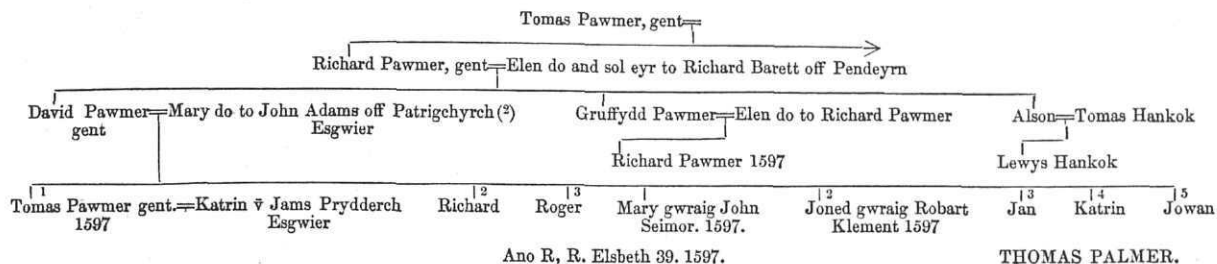 Tomas Pawmer, gent
Richard Pawmer, gent Elen do and sol eyr to Richard Barett off Pendeyrn
David Pawmer Mary do to John Adams off Patrigchyrch (²) Gruffydd Pawmer Elen do to Richard Pawmer Alson Tomas Hankok
gent Esgwier
Richard Pawmer 1597 Lewys Hankok
1 2 3 2 3 4 5
Tomas Pawmer gent. Katrin v̄ Jams Prydderch Richard Roger Mary gwraig John Joned gwraig Robart Jan Katrin Jowan
1597 Esgwier Seimor. 1597. Klement 1597
Ano R, R. Elsbeth 39. 1597. THOMAS PALMER.